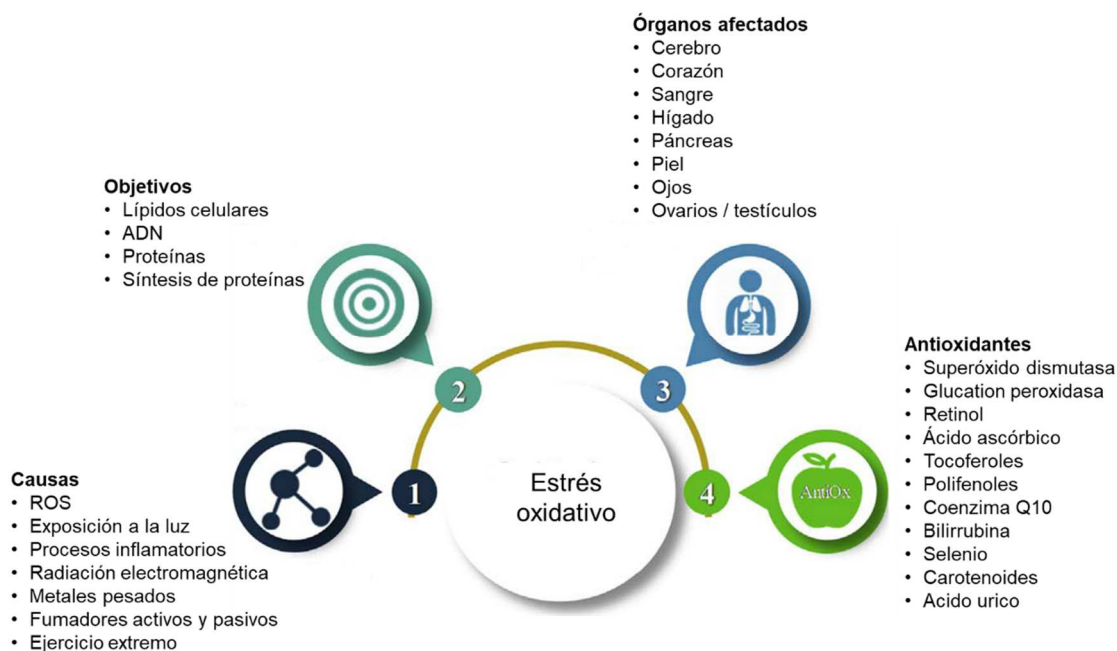 Causas
• ROS
• Exposición a la luz
• Procesos inflamatorios
• Radiación electromagnética
• Metales pesados
• Fumadores activos y pasivos
• Ejercicio extremo
1
Objetivos
• Lípidos celulares
• ADN
• Proteínas
• Síntesis de proteínas
2
Órganos afectados
• Cerebro
• Corazón
• Sangre
• Hígado
• Páncreas
• Piel
• Ojos
• Ovarios / testículos
3
Antioxidantes
• Superóxido dismutasa
• Glucation peroxidasa
• Retinol
• Ácido ascórbico
• Tocoferoles
• Polifenoles
• Coenzima Q10
• Bilirrubina
• Selenio
• Carotenoides
• Acido urico
4
AntiOx
Estrés
oxidativo